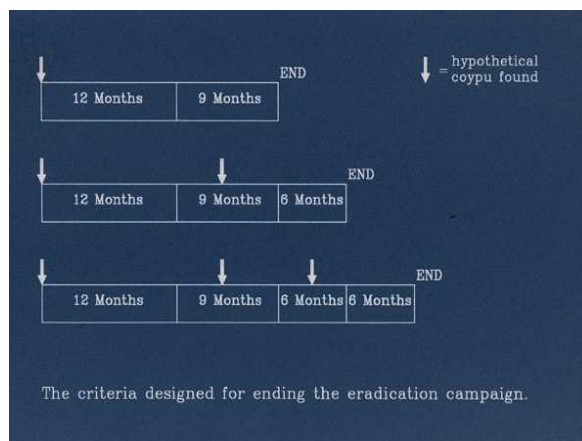 = hypothetical
coypu found
END
12 Months 9 Months
END
12 Months 9 Months 6 Months
END
12 Months 9 Months 6 Months 6 Months
The criteria designed for ending the eradication campaign.